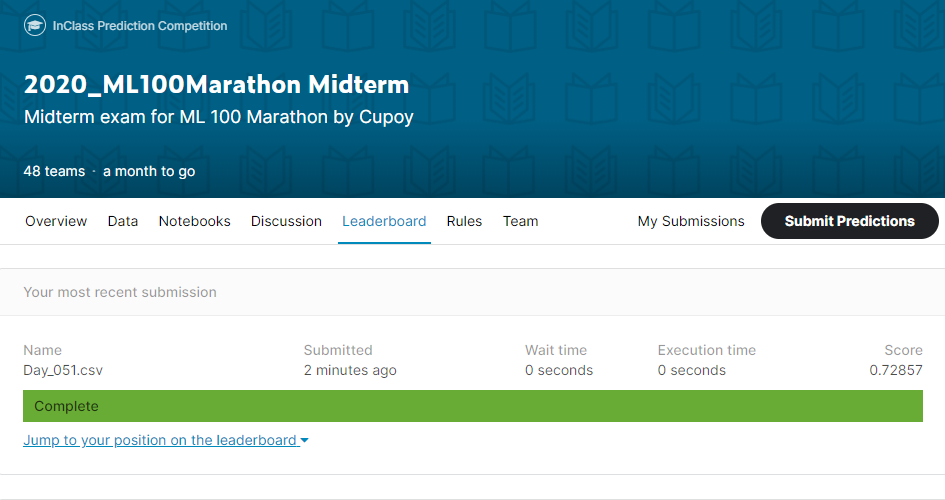 InClass Prediction Competition
2020_ML100Marathon Midterm
Midterm exam for ML 100 Marathon by Cupoy
48 teams · a month to go
Overview Data Notebooks Discussion Leaderboard Rules Team My Submissions Submit Predictions
Your most recent submission
Name Submitted Wait time Execution time Score
Day_051.csv 2 minutes ago 0 seconds 0 seconds 0.72857
Complete
Jump to your position on the leaderboard